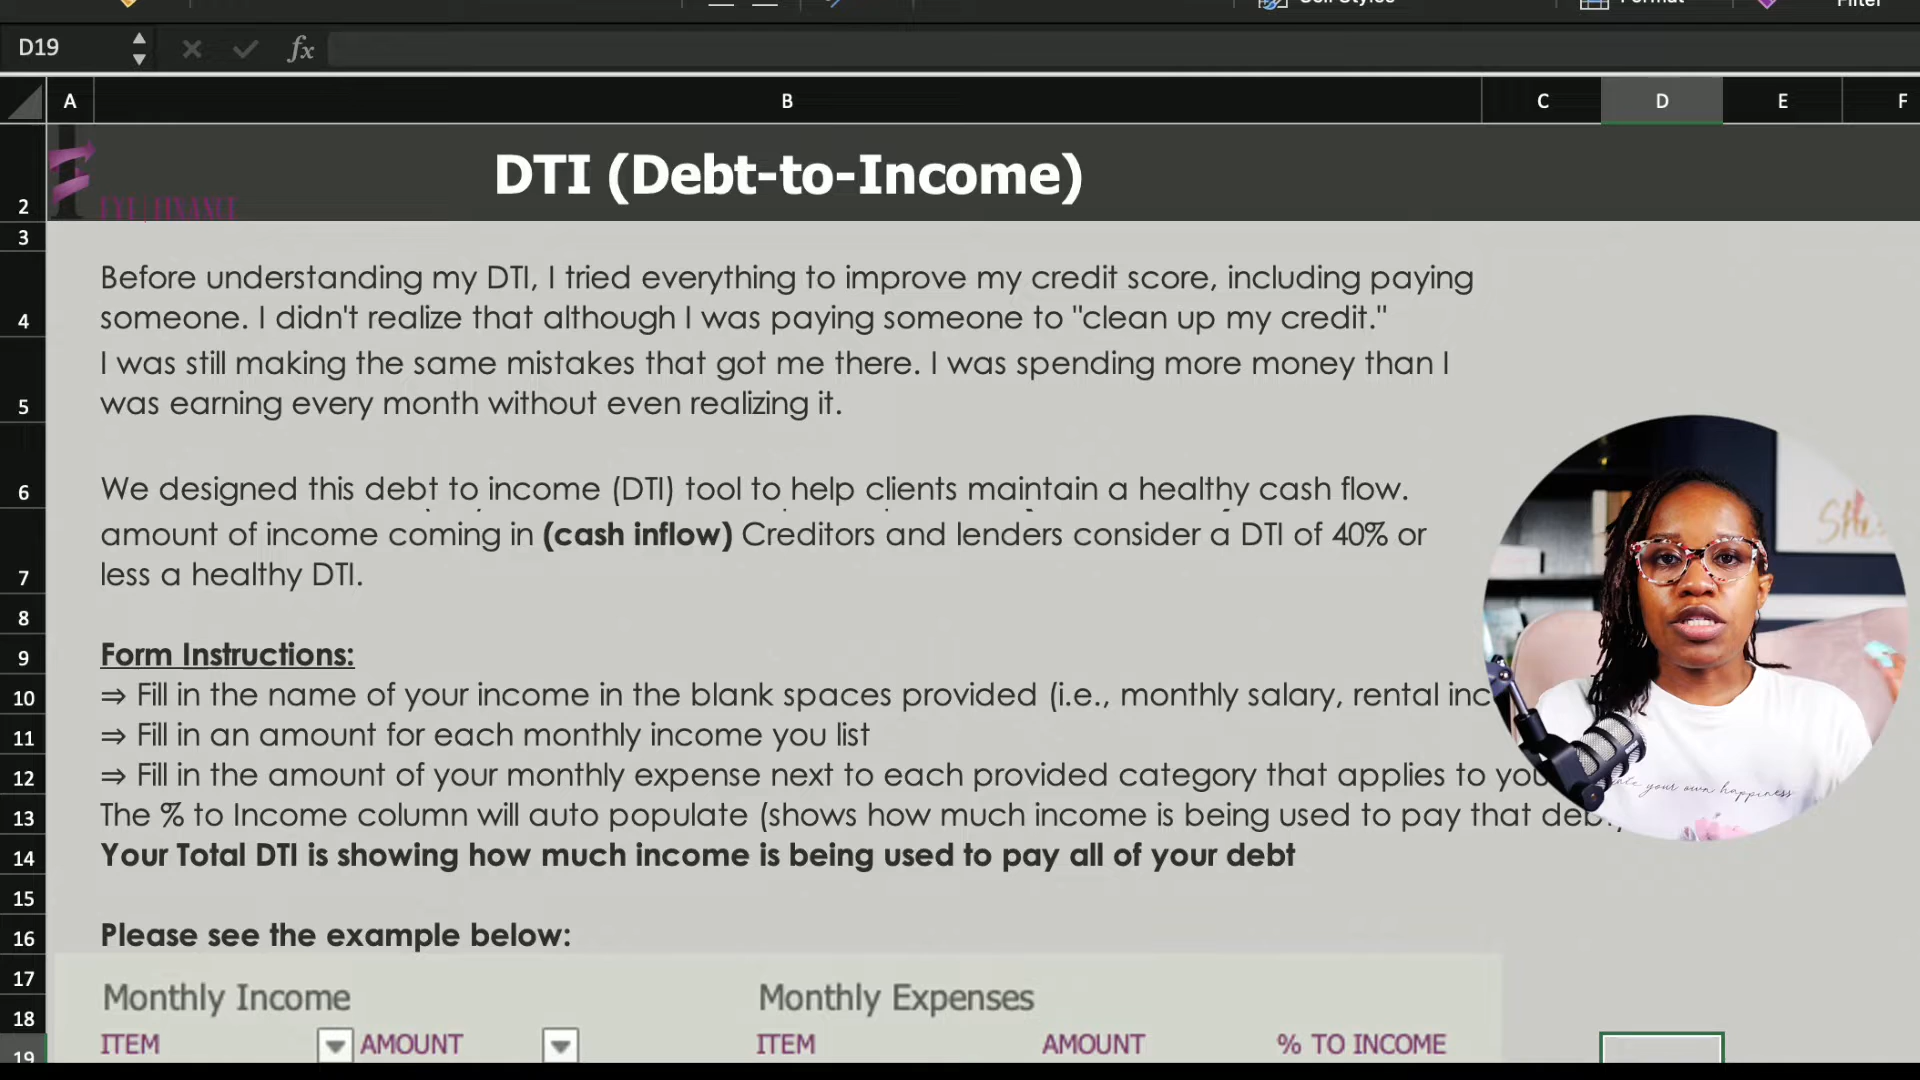 Cell Styles
Format
Filter
D19
fx
A B C D E F
2 DTI (Debt-to-Income)
EYE FINANCE
3
Before understanding my DTI, I tried everything to improve my credit score, including paying
4 someone. I didn't realize that although I was paying someone to "clean up my credit."
I was still making the same mistakes that got me there. I was spending more money than I
5 was earning every month without even realizing it.
6 We designed this debt to income (DTI) tool to help clients maintain a healthy cash flow.
amount of income coming in (cash inflow) Creditors and lenders consider a DTI of 40% or
7 less a healthy DTI.
8
9 Form Instructions:
10 ⇒ Fill in the name of your income in the blank spaces provided (i.e., monthly salary, rental inc
11 ⇒ Fill in an amount for each monthly income you list
12 ⇒ Fill in the amount of your monthly expense next to each provided category that applies to you
13 The % to Income column will auto populate (shows how much income is being used to pay that deb
14 Your Total DTI is showing how much income is being used to pay all of your debt
15
16 Please see the example below:
17 Monthly Income Monthly Expenses
18
19 ITEM AMOUNT ITEM AMOUNT % TO INCOME
your own happiness